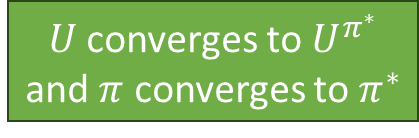 𝑈 converges to 𝑈^{𝜋^*}
and 𝜋 converges to 𝜋^*